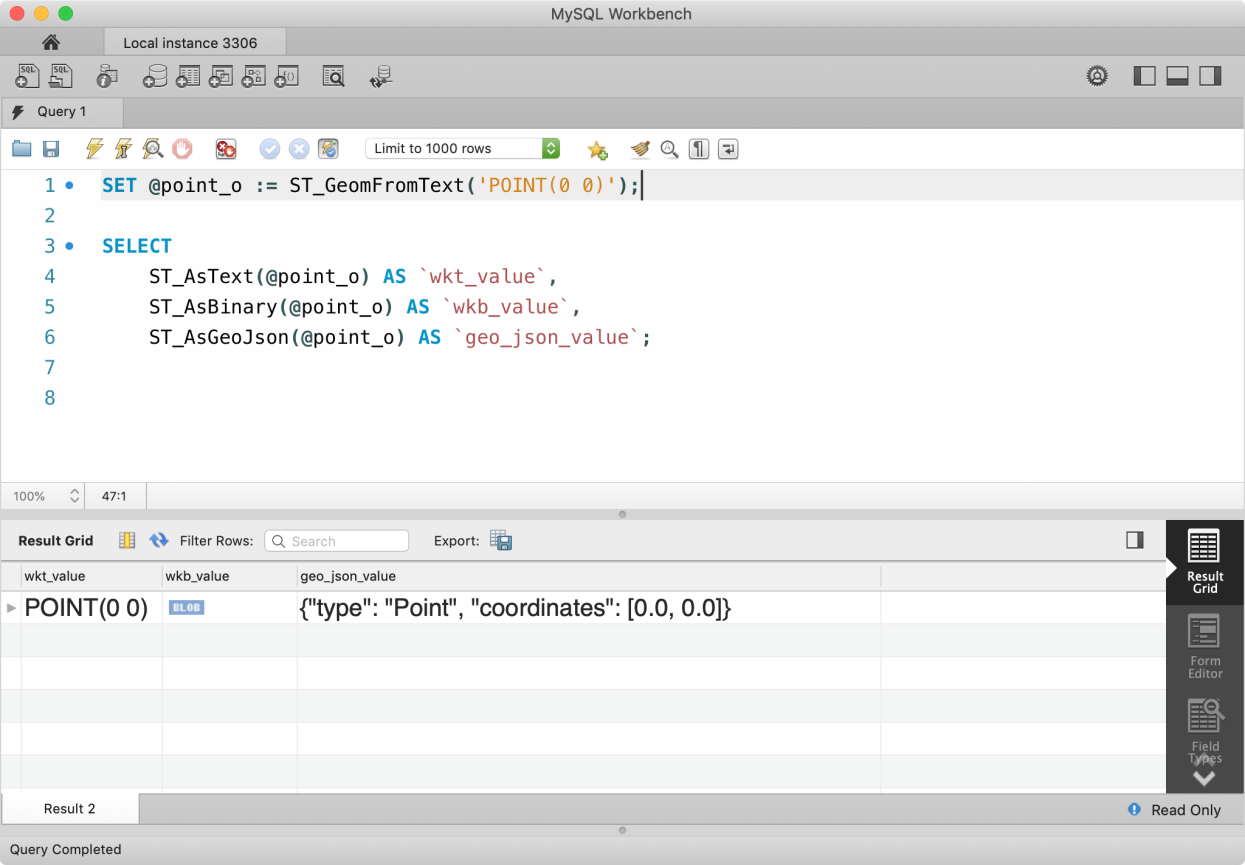 MySQL Workbench
Local instance 3306
SQL SQL
Query 1
Limit to 1000 rows
1 SET @point_o := ST_GeomFromText('POINT(0 0)');
2
3 SELECT
4 ST_AsText(@point_o) AS `wkt_value`,
5 ST_AsBinary(@point_o) AS `wkb_value`,
6 ST_AsGeoJson(@point_o) AS `geo_json_value`;
7
8
100% 47:1
Result Grid Filter Rows: Search Export:
wkt_value wkb_value geo_json_value
POINT(0 0) BLOB {"type": "Point", "coordinates": [0.0, 0.0]}
Result
Grid
Form
Editor
Field
Types
Result 2 Read Only
Query Completed